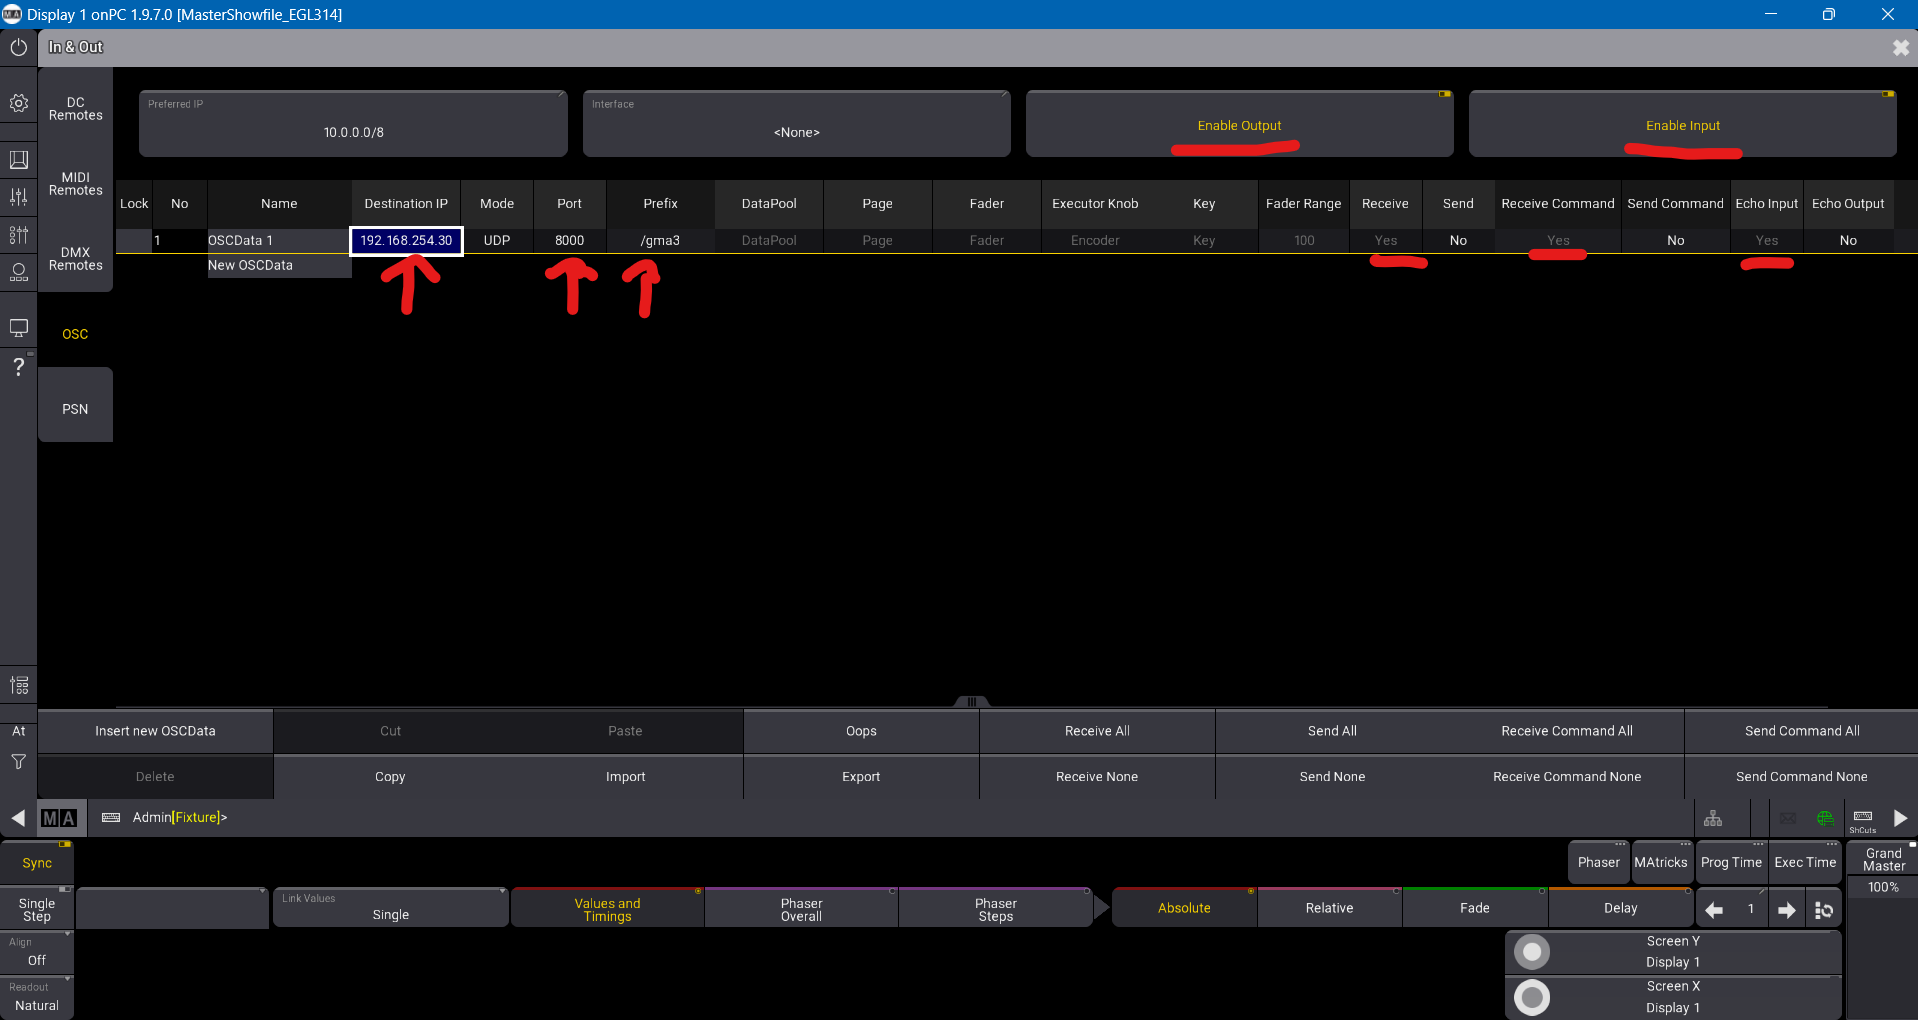 Display 1 onPC 1.9.7.0 [MasterShowfile_EGL314]
In & Out
DC Remotes
MIDI Remotes
DMX Remotes
OSC
PSN
Preferred IP
10.0.0.0/8
Interface
<None>
Enable Output
Enable Input
Lock No Name Destination IP Mode Port Prefix DataPool Page Fader Executor Knob Key Fader Range Receive Send Receive Command Send Command Echo Input Echo Output
1 OSCData 1 192.168.254.30 UDP 8000 /gma3 DataPool Page Fader Encoder Key 100 Yes No Yes No Yes No
New OSCData
?
At
Insert new OSCData Cut Paste Oops Receive All Send All Receive Command All Send Command All
Delete Copy Import Export Receive None Send None Receive Command None Send Command None
MA Admin[Fixture]> ShCuts
Sync
Phaser MAtricks Prog Time Exec Time
Grand Master
100%
Single Step
Link Values
Single
Values and Timings
Phaser Overall
Phaser Steps
Absolute Relative Fade Delay 1
Align
Off
Readout
Natural
Screen Y
Display 1
Screen X
Display 1